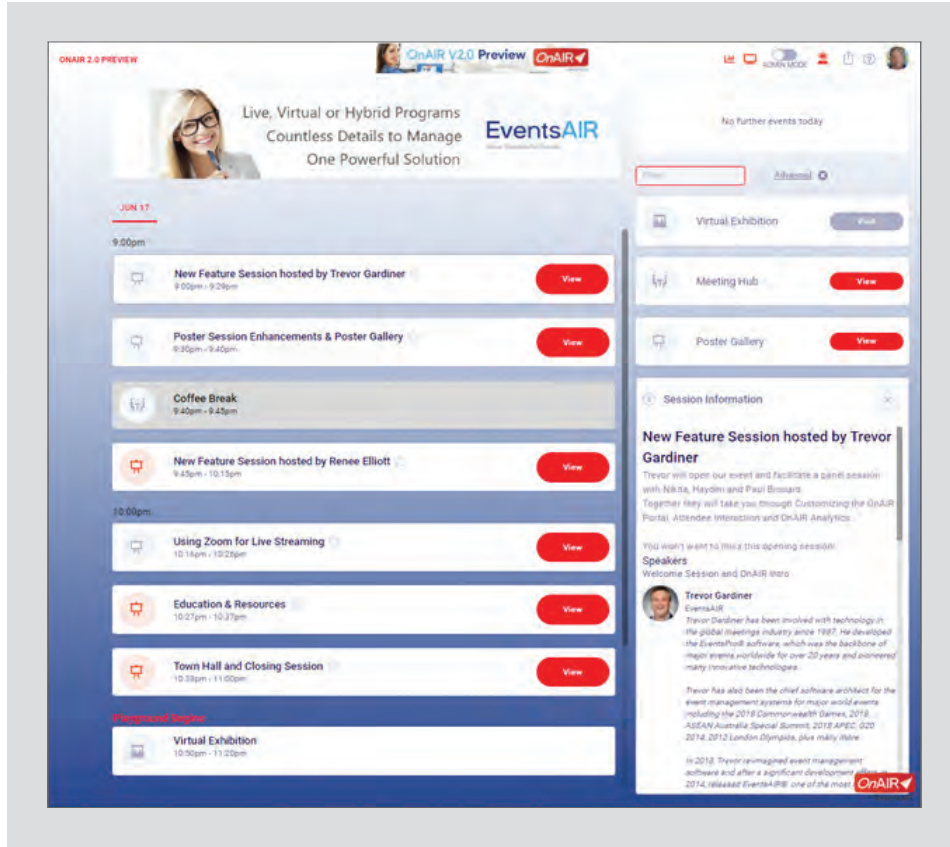 ONAIR 2.0 PREVIEW
OnAIR V2.0 Preview OnAIR
ADMIN MODE
Live, Virtual or Hybrid Programs
Countless Details to Manage
One Powerful Solution
EventsAIR
JUN 17
9:00pm
New Feature Session hosted by Trevor Gardiner
9:00pm - 9:29pm
View
Poster Session Enhancements & Poster Gallery
9:30pm - 9:40pm
View
Coffee Break
9:40pm - 9:45pm
New Feature Session hosted by Renee Elliott
9:45pm - 10:15pm
View
10:00pm
Using Zoom for Live Streaming
10:16pm - 10:26pm
View
Education & Resources
10:27pm - 10:37pm
View
Town Hall and Closing Session
10:38pm - 11:00pm
View
Playground
Virtual Exhibition
10:50pm - 11:20pm
No further events today
Filter
Advanced
Virtual Exhibition
Visit
Meeting Hub
View
Poster Gallery
View
Session Information
New Feature Session hosted by Trevor
Gardiner
Trevor will open our event and facilitate a panel session
with Nikita, Hayden and Paul Brossard.
Together they will take you through Customizing the OnAIR
Portal, Attendee Interaction and OnAIR Analytics.
You won't want to miss this opening session!
Speakers
Welcome Session and OnAIR Intro
Trevor Gardiner
EventsAIR
Trevor Gardiner has been involved with technology in
the global meetings industry since 1987. He developed
the EventsPro® software, which was the backbone of
major events worldwide for over 20 years and pioneered
many innovative technologies.
Trevor has also been the chief software architect for the
event management systems for major world events
including the 2018 Commonwealth Games, 2018
ASEAN Australia Special Summit, 2018 APEC, G20
2014, 2012 London Olympics, plus many more.
In 2013, Trevor reimagined event management
software and after a significant development
2014, released EventsAIR® one of the most
OnAIR